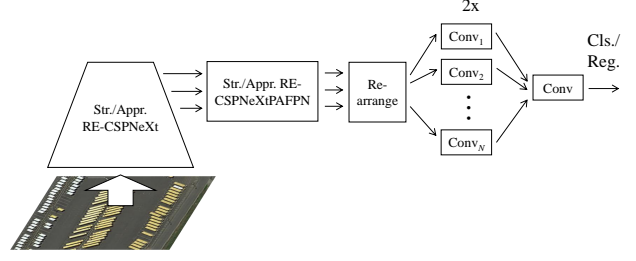 2x
Cls./
Reg.
Str./Appr.
RE-CSPNeXt
Str./Appr. RE-
CSPNeXtPAFPN
Re-
arrange
Conv1
Conv2
ConvN
Conv